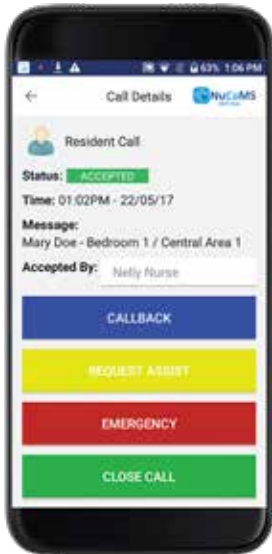 63% 1:06 PM
Call Details NuCaMS
Resident Call
Status: ACCEPTED
Time: 01:02PM - 22/05/17
Message:
Mary Doe - Bedroom 1 / Central Area 1
Accepted By: Nelly Nurse
CALLBACK
REQUEST ASSIST
EMERGENCY
CLOSE CALL